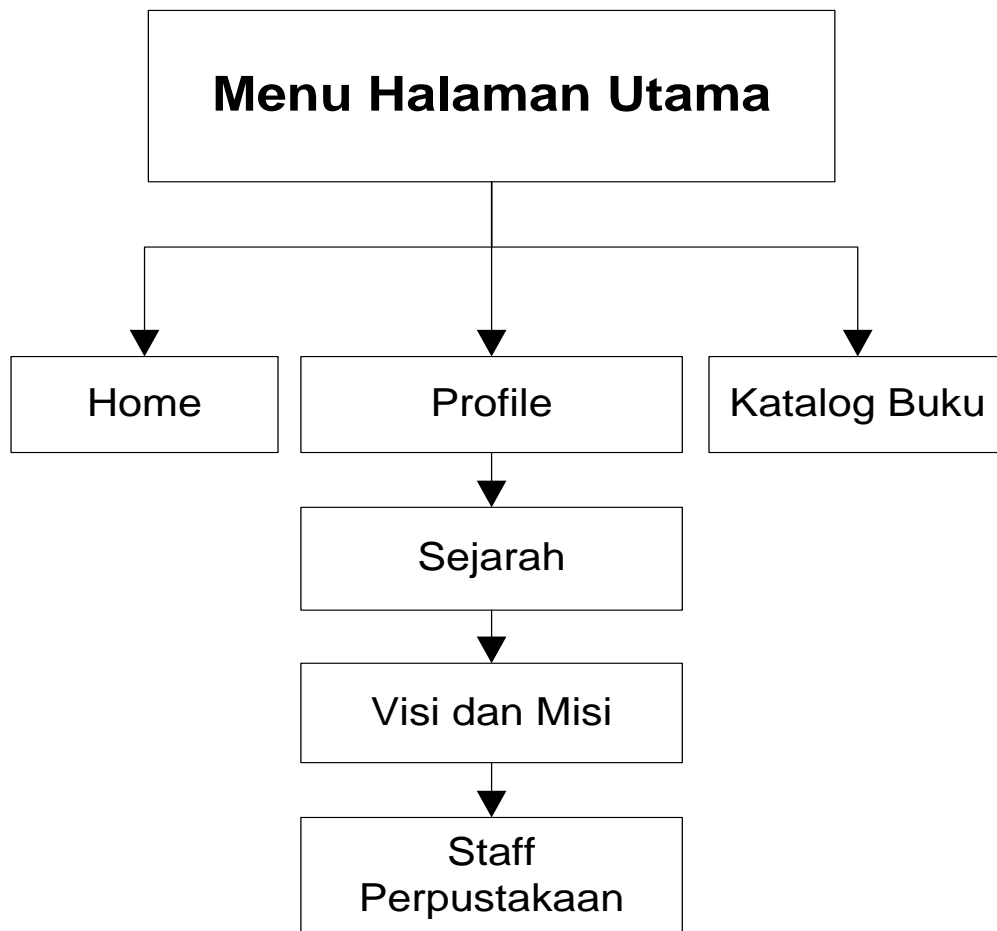 Menu Halaman Utama
Home
Profile
Katalog Buku
Sejarah
Visi dan Misi
Staff
Perpustakaan